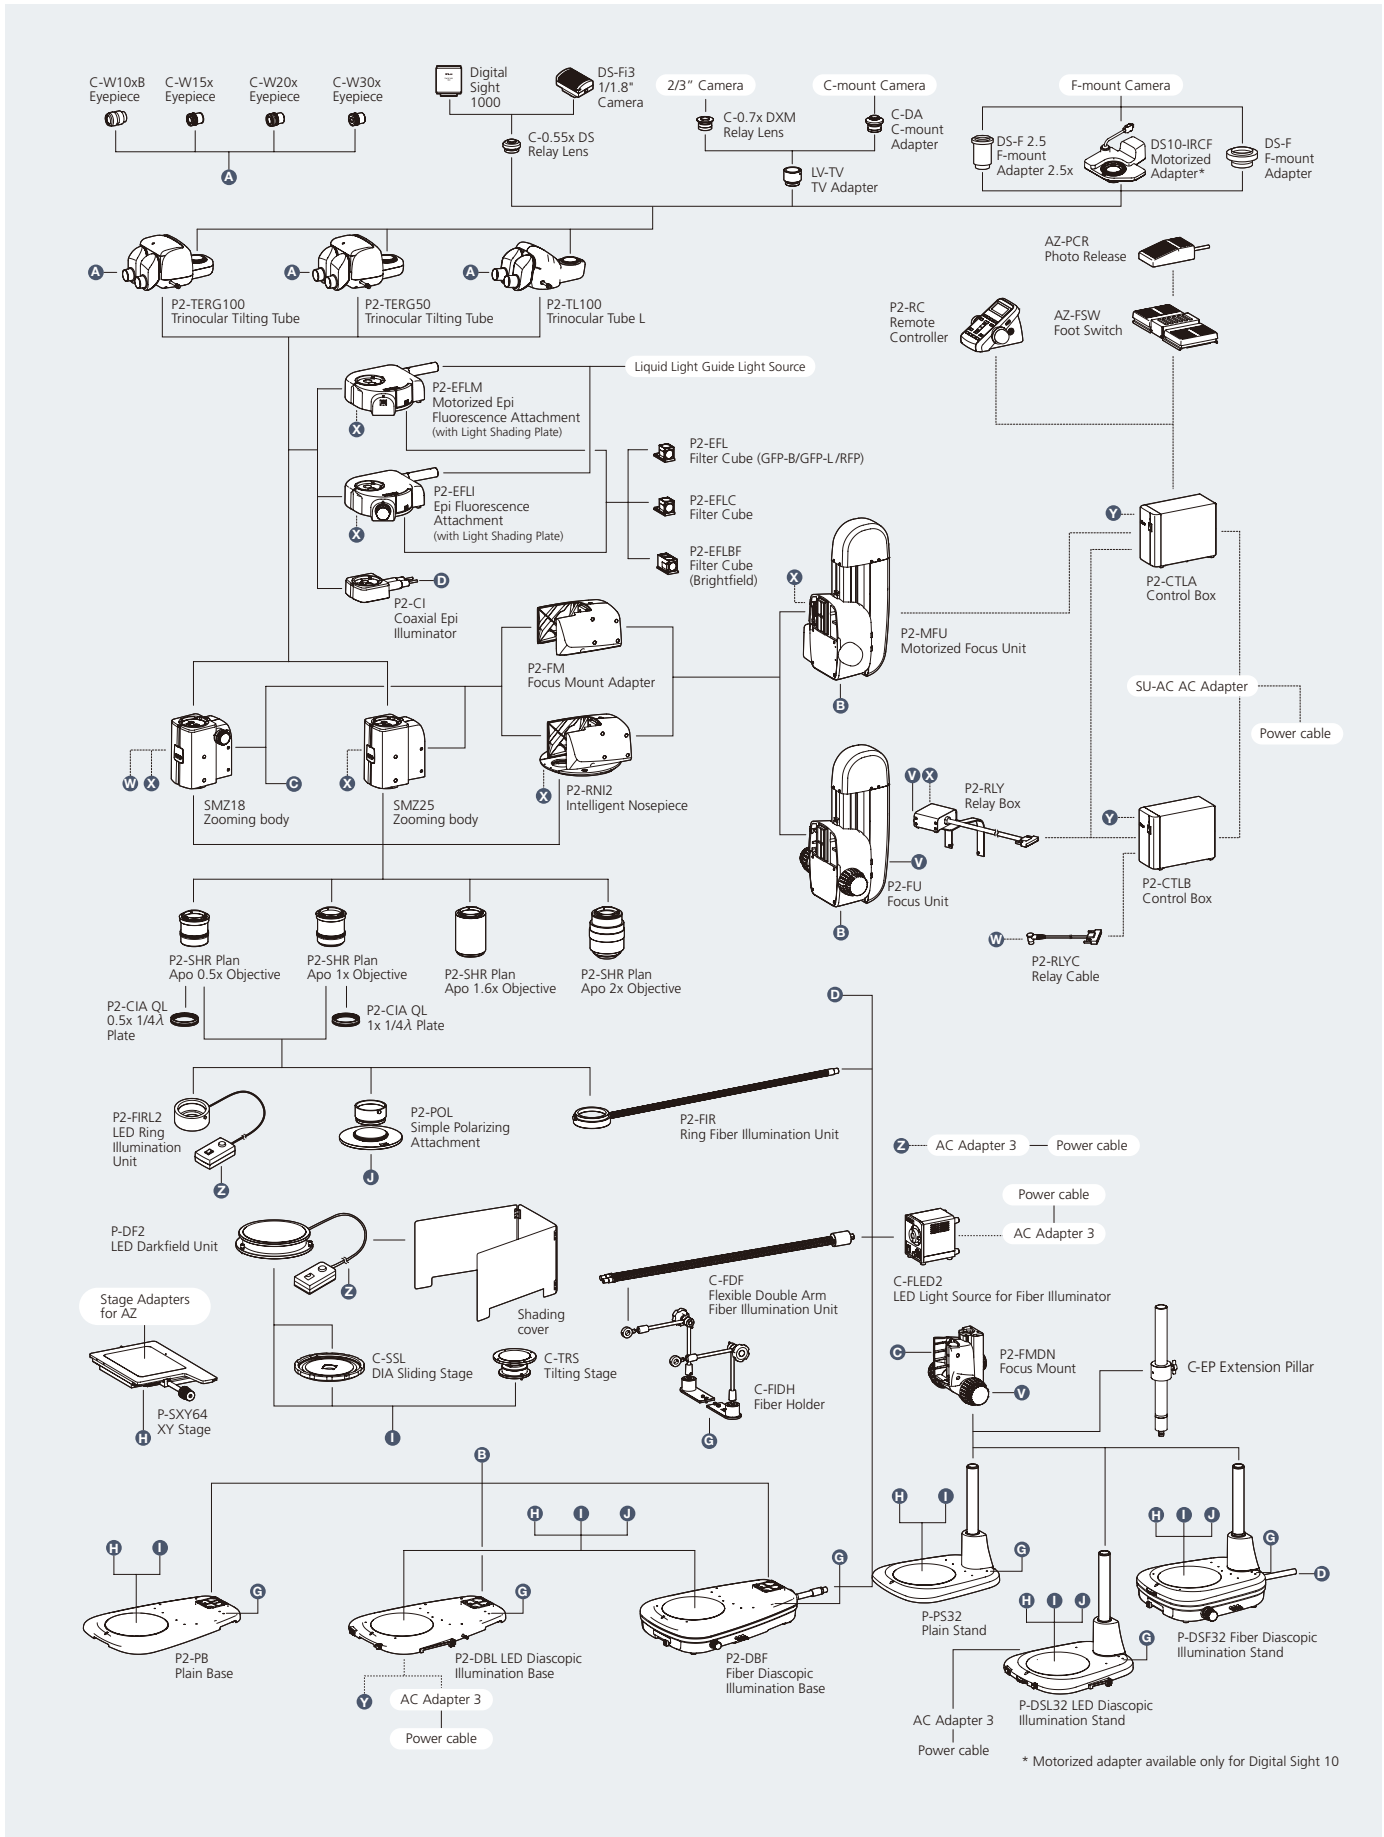 C-W10xB
Eyepiece
C-W15x
Eyepiece
C-W20x
Eyepiece
C-W30x
Eyepiece
A
Digital
Sight
1000
DS-Fi3
1/1.8"
Camera
C-0.55x DS
Relay Lens
2/3" Camera
C-0.7x DXM
Relay Lens
C-mount Camera
C-DA
C-mount
Adapter
LV-TV
TV Adapter
F-mount Camera
DS-F 2.5
F-mount
Adapter 2.5x
DS10-IRCF
Motorized
Adapter*
DS-F
F-mount
Adapter
A
P2-TERG100
Trinocular Tilting Tube
A
P2-TERG50
Trinocular Tilting Tube
A
P2-TL100
Trinocular Tube L
AZ-PCR
Photo Release
P2-RC
Remote
Controller
AZ-FSW
Foot Switch
Liquid Light Guide Light Source
P2-EFLM
Motorized Epi
Fluorescence Attachment
(with Light Shading Plate)
X
P2-EFLI
Epi Fluorescence
Attachment
(with Light Shading Plate)
X
P2-EFL
Filter Cube (GFP-B/GFP-L/RFP)
P2-EFLC
Filter Cube
P2-EFLBF
Filter Cube
(Brightfield)
D
P2-CI
Coaxial Epi
Illuminator
P2-FM
Focus Mount Adapter
X
P2-RNI2
Intelligent Nosepiece
X
P2-MFU
Motorized Focus Unit
B
Y
P2-CTLA
Control Box
SU-AC AC Adapter
Power cable
W
X
C
SMZ18
Zooming body
X
SMZ25
Zooming body
V
X
P2-RLY
Relay Box
V
P2-FU
Focus Unit
B
Y
P2-CTLB
Control Box
W
P2-RLYC
Relay Cable
P2-SHR Plan
Apo 0.5x Objective
P2-SHR Plan
Apo 1x Objective
P2-SHR Plan
Apo 1.6x Objective
P2-SHR Plan
Apo 2x Objective
P2-CIA QL
0.5x 1/4λ
Plate
P2-CIA QL
1x 1/4λ Plate
D
P2-FIRL2
LED Ring
Illumination
Unit
Z
P2-POL
Simple Polarizing
Attachment
J
P2-FIR
Ring Fiber Illumination Unit
Z
AC Adapter 3
Power cable
P-DF2
LED Darkfield Unit
Z
Shading
cover
C-FDF
Flexible Double Arm
Fiber Illumination Unit
Power cable
AC Adapter 3
C-FLED2
LED Light Source for Fiber Illuminator
Stage Adapters
for AZ
H
P-SXY64
XY Stage
C-SSL
DIA Sliding Stage
C-TRS
Tilting Stage
I
C-FIDH
Fiber Holder
G
C
P2-FMDN
Focus Mount
V
C-EP Extension Pillar
B
H
I
G
P2-PB
Plain Base
H
I
J
G
P2-DBL LED Diascopic
Illumination Base
Y
AC Adapter 3
Power cable
G
P2-DBF
Fiber Diascopic
Illumination Base
H
I
G
P-PS32
Plain Stand
H
I
J
G
P-DSL32 LED Diascopic
Illumination Stand
AC Adapter 3
Power cable
H
I
J
G
D
P-DSF32 Fiber Diascopic
Illumination Stand
* Motorized adapter available only for Digital Sight 10